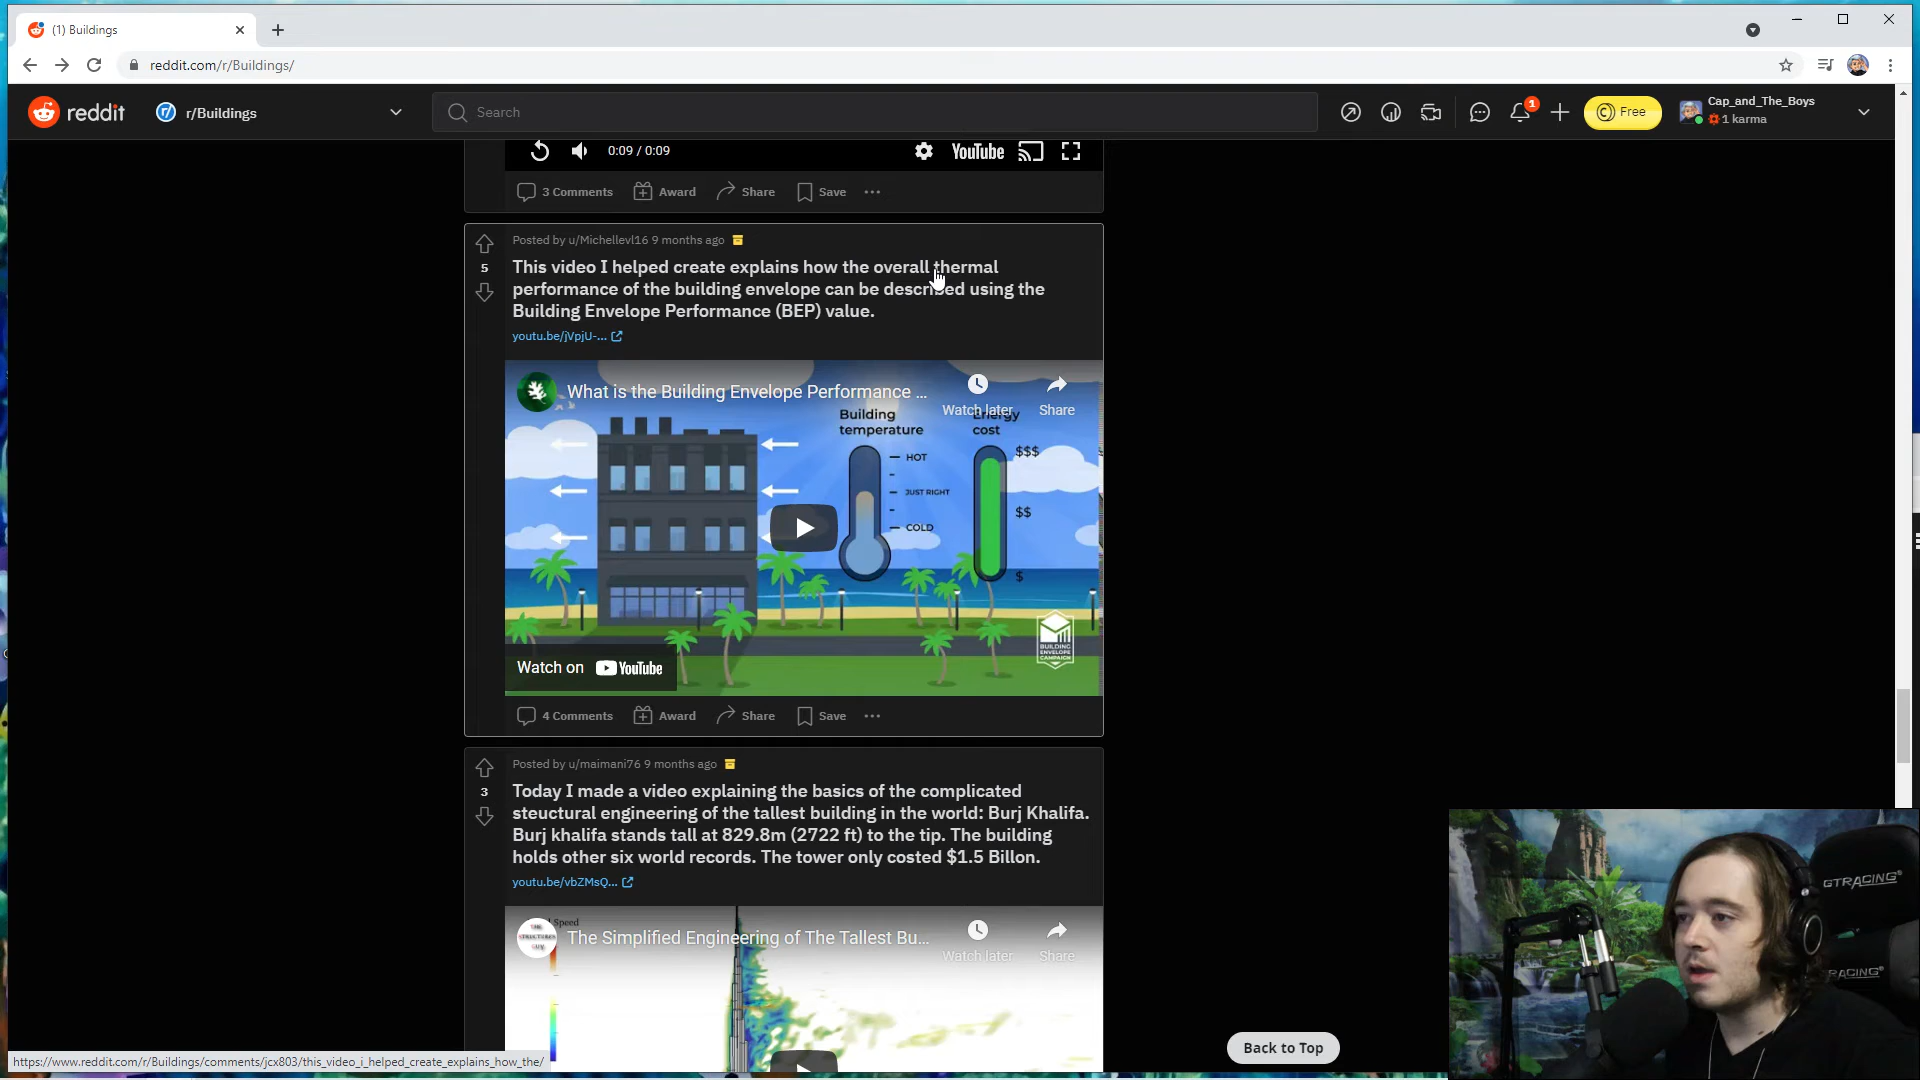 (1) Buildings
reddit.com/r/Buildings/
reddit
r/Buildings
Search
1
Free
Cap_and_The_Boys
1 karma
0:09 / 0:09
YouTube
3 Comments
Award
Share
Save
Posted by u/Michellevl16 9 months ago
5
This video I helped create explains how the overall thermal
performance of the building envelope can be described using the
Building Envelope Performance (BEP) value.
youtu.be/jVpjU-...
What is the Building Envelope Performance ...
Watch later
Share
Building
temperature
Energy
cost
HOT
JUST RIGHT
COLD
$$$
$$
$
BUILDING
ENVELOPE
CAMPAIGN
Watch on YouTube
4 Comments
Award
Share
Save
Posted by u/maimani76 9 months ago
3
Today I made a video explaining the basics of the complicated
steuctural engineering of the tallest building in the world: Burj Khalifa.
Burj khalifa stands tall at 829.8m (2722 ft) to the tip. The building
holds other six world records. The tower only costed $1.5 Billon.
youtu.be/vbZMsQ...
The Simplified Engineering of The Tallest Bu...
Speed
Watch later
Share
Back to Top
GTRACING
RACING
https://www.reddit.com/r/Buildings/comments/jcx803/this_video_i_helped_create_explains_how_the/